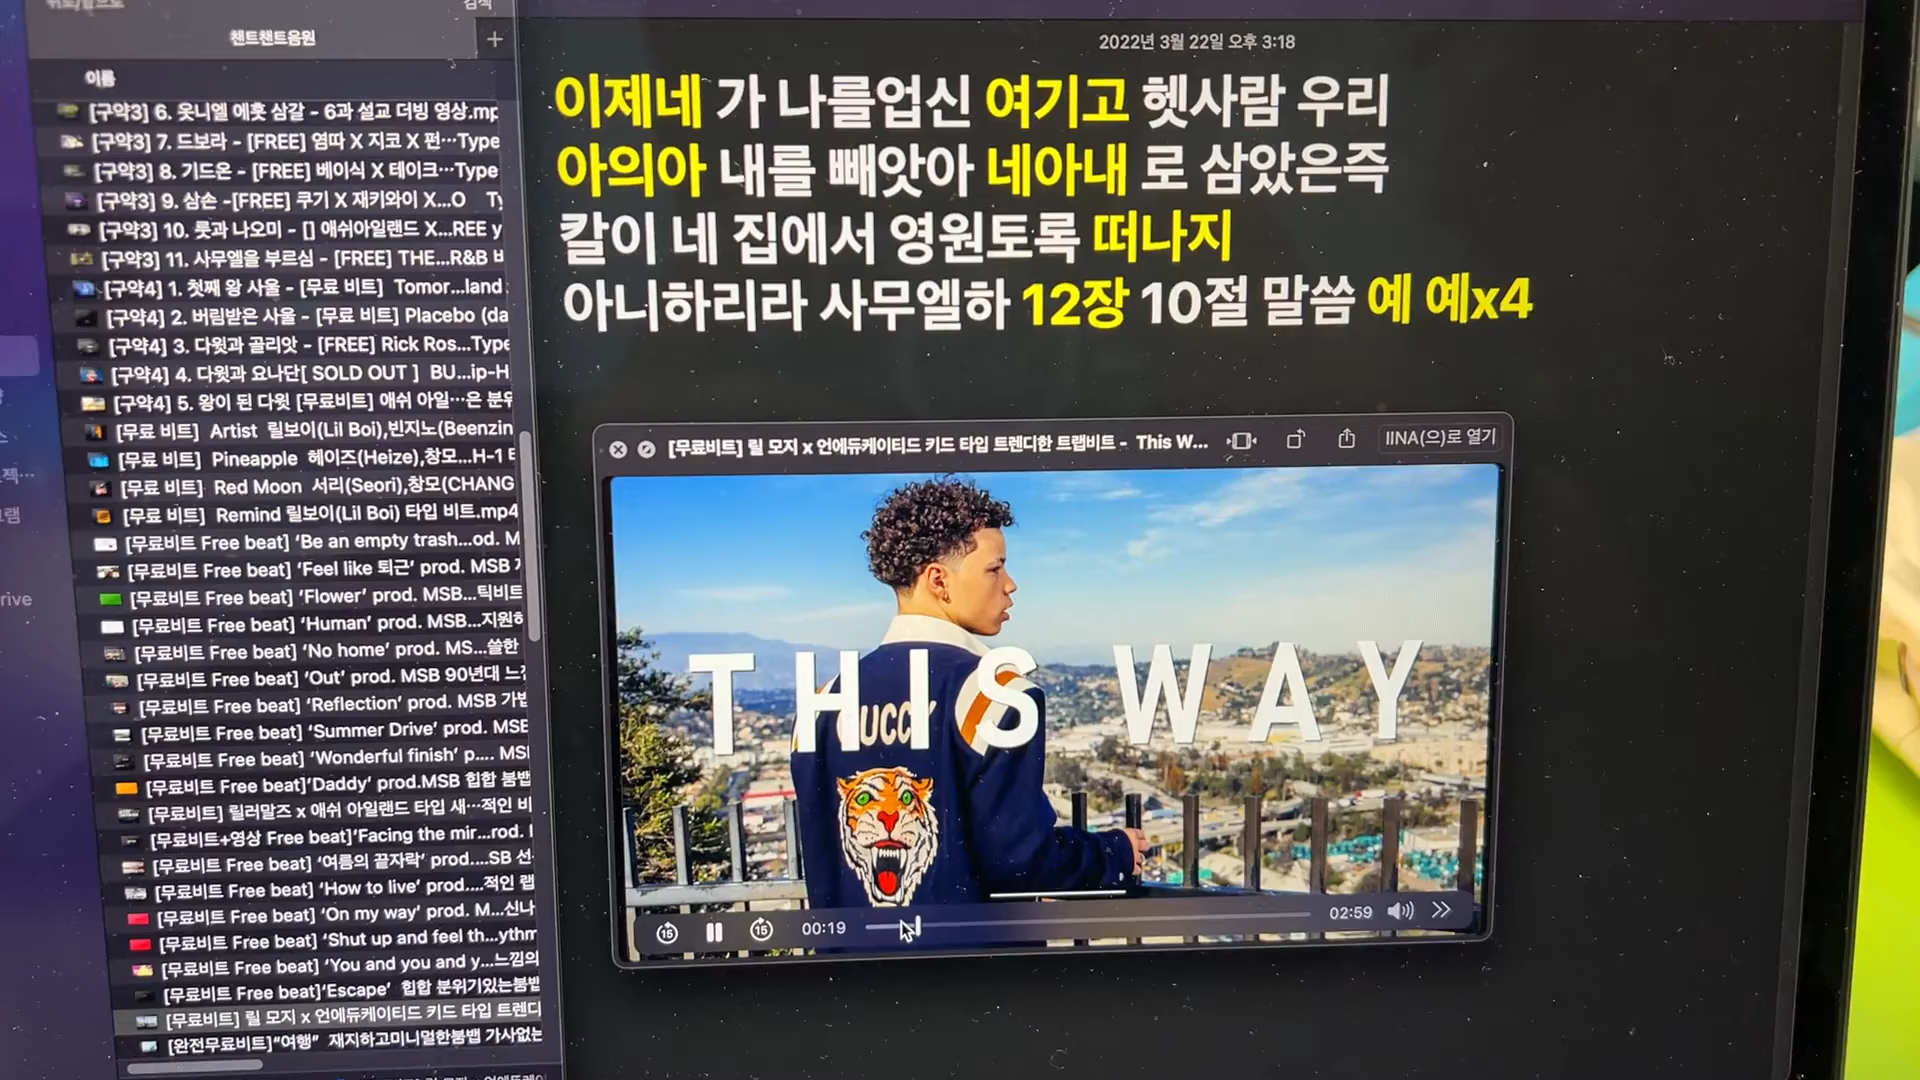 챈트챈트음원
이름
[구약3] 6. 옷니엘 에훗 삼갈 - 6과 설교 더빙 영상.mp
[구약3] 7. 드보라 - [FREE] 염따 X 지코 X 펀…Type
[구약3] 8. 기드온 - [FREE] 베이식 X 테이크…Type
[구약3] 9. 삼손 -[FREE] 쿠기 X 재키와이 X...O Ty
[구약3] 10. 룻과 나오미 - [] 애쉬아일랜드 X...REE y
[구약3] 11. 사무엘을 부르심 - [FREE] THE...R&B 비
[구약4] 1. 첫째 왕 사울 - [무료 비트] Tomor...land
[구약4] 2. 버림받은 사울 - [무료 비트] Placebo (da
[구약4] 3. 다윗과 골리앗 - [FREE] Rick Ros...Type
[구약4] 4. 다윗과 요나단[ SOLD OUT ] BU...ip-H
[구약4] 5. 왕이 된 다윗 [무료비트] 애쉬 아일…은 분위
[무료 비트] Artist 릴보이(Lil Boi),빈지노(Beenzin
[무료 비트] Pineapple 헤이즈(Heize),창모...H-1
[무료 비트] Red Moon 서리(Seori),창모(CHANG
[무료 비트] Remind 릴보이(Lil Boi) 타입 비트.mp4
[무료비트 Free beat] ‘Be an empty trash...od. M
[무료비트 Free beat] ‘Feel like 퇴근’ prod. MSB
[무료비트 Free beat] ‘Flower’ prod. MSB...틱비트
[무료비트 Free beat] ‘Human’ prod. MSB...지원하
[무료비트 Free beat] ‘No home’ prod. MS...쓸한
[무료비트 Free beat] ‘Out’ prod. MSB 90년대 느낌
[무료비트 Free beat] ‘Reflection’ prod. MSB 가볍
[무료비트 Free beat] ‘Summer Drive’ prod. MSB
[무료비트 Free beat] ‘Wonderful finish’ p.... MS
[무료비트 Free beat]‘Daddy’ prod.MSB 힙합 붐뱁
[무료비트] 릴러말즈 x 애쉬 아일랜드 타입 새…적인 비
[무료비트+영상 Free beat]‘Facing the mir...rod.
[무료비트 Free beat] ‘여름의 끝자락’ prod....SB 선
[무료비트 Free beat] ‘How to live’ prod....적인 랩
[무료비트 Free beat] ‘On my way’ prod. M...신나
[무료비트 Free beat] ‘Shut up and feel th...ythm
[무료비트 Free beat] ‘You and you and y...느낌의
[무료비트 Free beat]‘Escape’ 힙합 분위기있는붐뱁
[무료비트] 릴 모지 x 언에듀케이티드 키드 타입 트렌디
[완전무료비트]“여행” 재지하고미니멀한붐뱁 가사없는
rive
2022년 3월 22일 오후 3:18
이제네 가 나를업신 여기고 헷사람 우리
아의아 내를 빼앗아 네아내 로 삼았은즉
칼이 네 집에서 영원토록 떠나지
아니하리라 사무엘하 12장 10절 말씀 예 예x4
[무료비트] 릴 모지 x 언에듀케이티드 키드 타입 트렌디한 트랩비트 - This W...
IINA(으)로 열기
THIS WAY
GUCCY
15
15
00:19
02:59